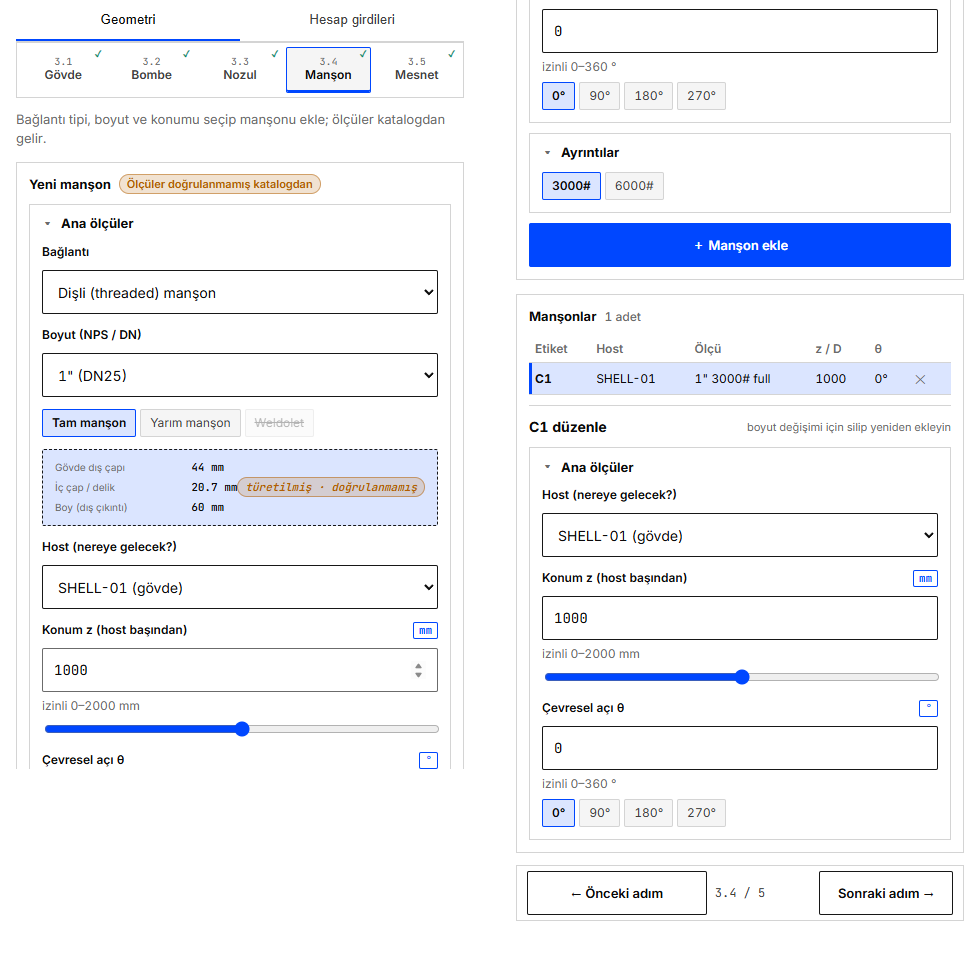 Geometri
Hesap girdileri
3.1 ✓
Gövde
3.2 ✓
Bombe
3.3 ✓
Nozul
3.4 ✓
Manşon
3.5 ✓
Mesnet
Bağlantı tipi, boyut ve konumu seçip manşonu ekle; ölçüler katalogdan
gelir.
Yeni manşon Ölçüler doğrulanmamış katalogdan
Ana ölçüler
Bağlantı
Dişli (threaded) manşon
Boyut (NPS / DN)
1" (DN25)
Tam manşon Yarım manşon Weldolet
Gövde dış çapı 44 mm
İç çap / delik 20.7 mm türetilmiş · doğrulanmamış
Boy (dış çıkıntı) 60 mm
Host (nereye gelecek?)
SHELL-01 (gövde)
Konum z (host başından) mm
1000
izinli 0–2000 mm
Çevresel açı θ °
0
izinli 0–360 °
0° 90° 180° 270°
Ayrıntılar
3000# 6000#
+ Manşon ekle
Manşonlar 1 adet
Etiket Host Ölçü z / D θ
C1 SHELL-01 1" 3000# full 1000 0° ×
C1 düzenle boyut değişimi için silip yeniden ekleyin
Ana ölçüler
Host (nereye gelecek?)
SHELL-01 (gövde)
Konum z (host başından) mm
1000
izinli 0–2000 mm
Çevresel açı θ °
0
izinli 0–360 °
0° 90° 180° 270°
← Önceki adım 3.4 / 5 Sonraki adım →